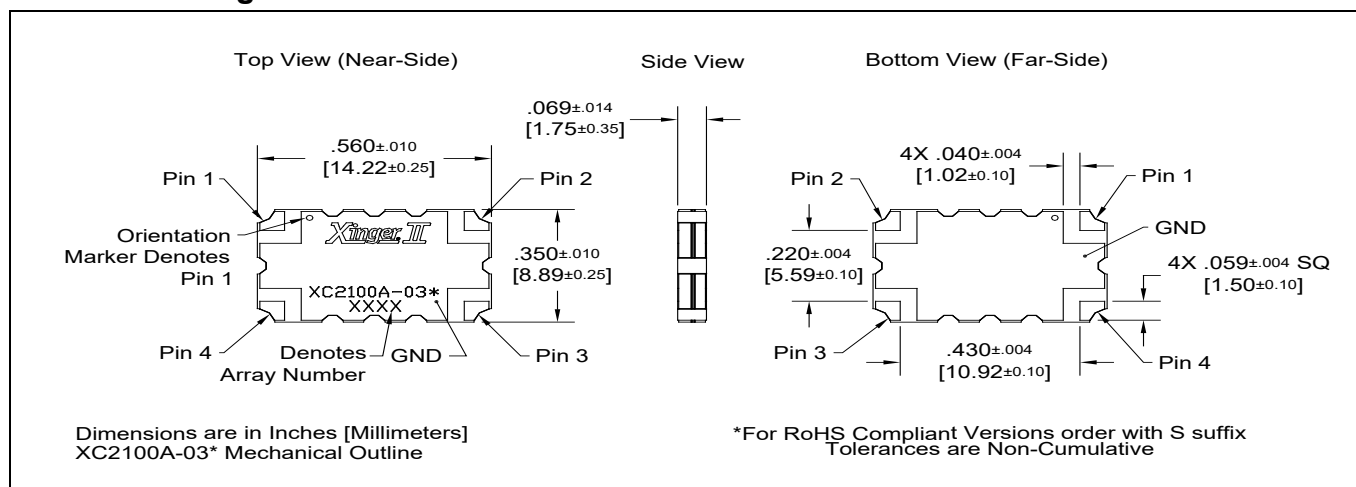 Top View (Near-Side)
Side View
Bottom View (Far-Side)
.069±.014
[1.75±0.35]
.560±.010
[14.22±0.25]
4X .040±.004
[1.02±0.10]
Pin 1
Pin 2
Pin 2
Pin 1
Orientation
Marker Denotes
Pin 1
Xinger II
GND
.350±.010
[8.89±0.25]
.220±.004
[5.59±0.10]
4X .059±.004 SQ
[1.50±0.10]
XC2100A-03*
XXXX
Pin 4
Denotes
Array Number
GND
Pin 3
Pin 3
.430±.004
[10.92±0.10]
Pin 4
Dimensions are in Inches [Millimeters]
XC2100A-03* Mechanical Outline
*For RoHS Compliant Versions order with S suffix
Tolerances are Non-Cumulative